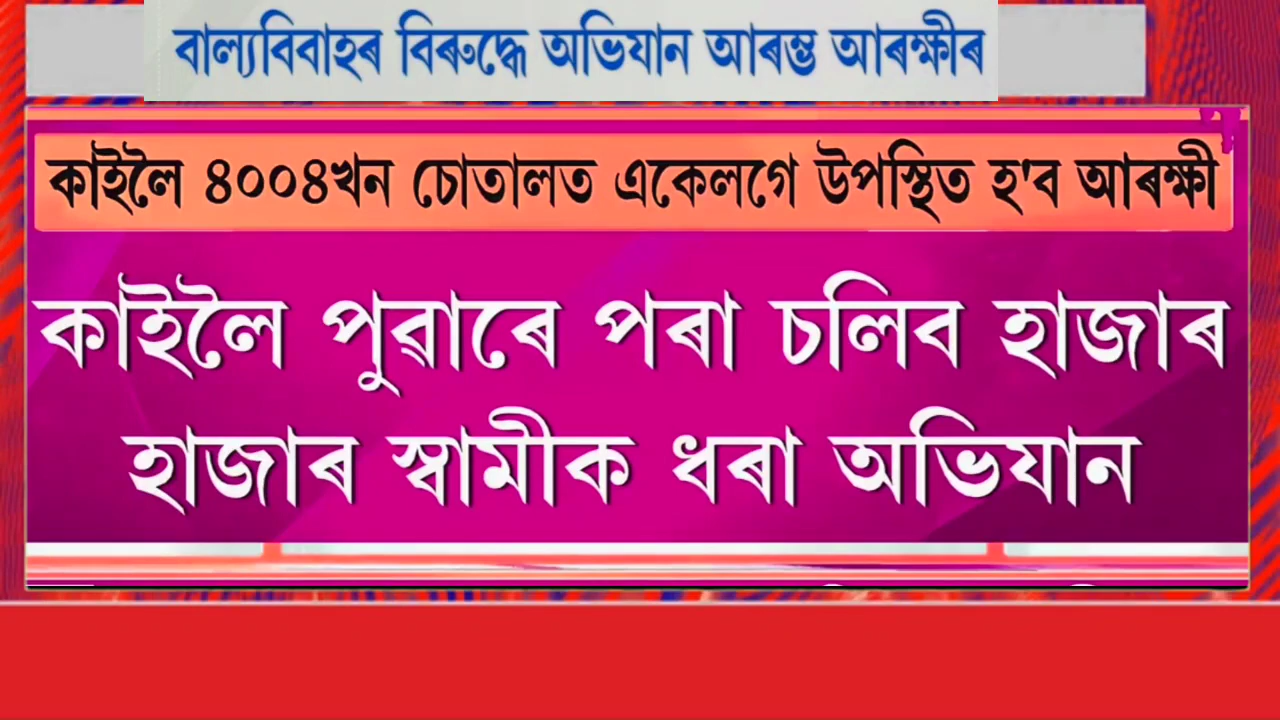 বাল্যবিবাহৰ বিৰুদ্ধে অভিযান আৰম্ভ আৰক্ষীৰ
কাইলৈ ৪০০৪খন চোতালত একেলগে উপস্থিত হ'ব আৰক্ষী
কাইলৈ পুৱাৰে পৰা চলিব হাজাৰ
হাজাৰ স্বামীক ধৰা অভিযান